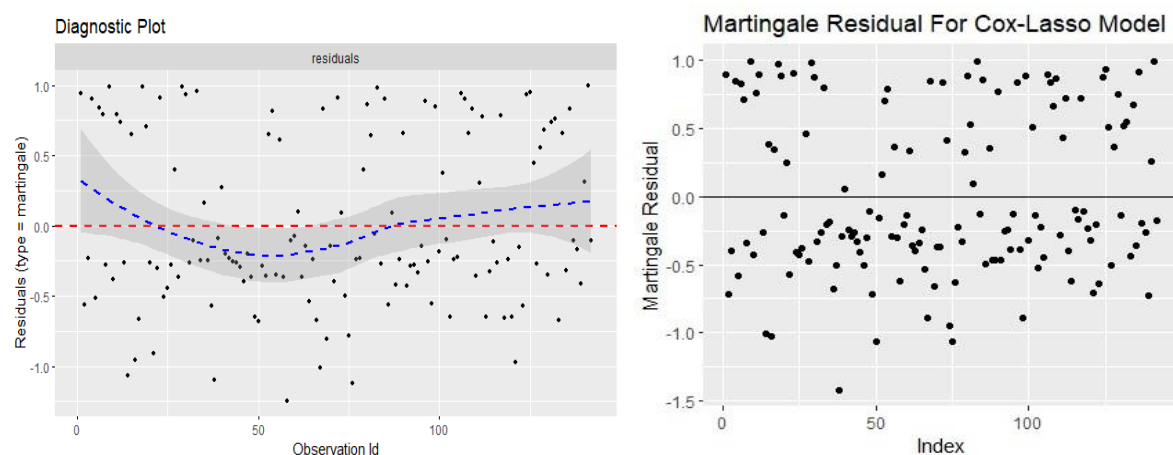 Diagnostic Plot
residuals
Residuals (type = martingale)
1.0
0.5
0.0
-0.5
-1.0
0
50
100
Observation Id
Martingale Residual For Cox-Lasso Model
Martingale Residual
1.0
0.5
0.0
-0.5
-1.0
-1.5
0
50
100
Index